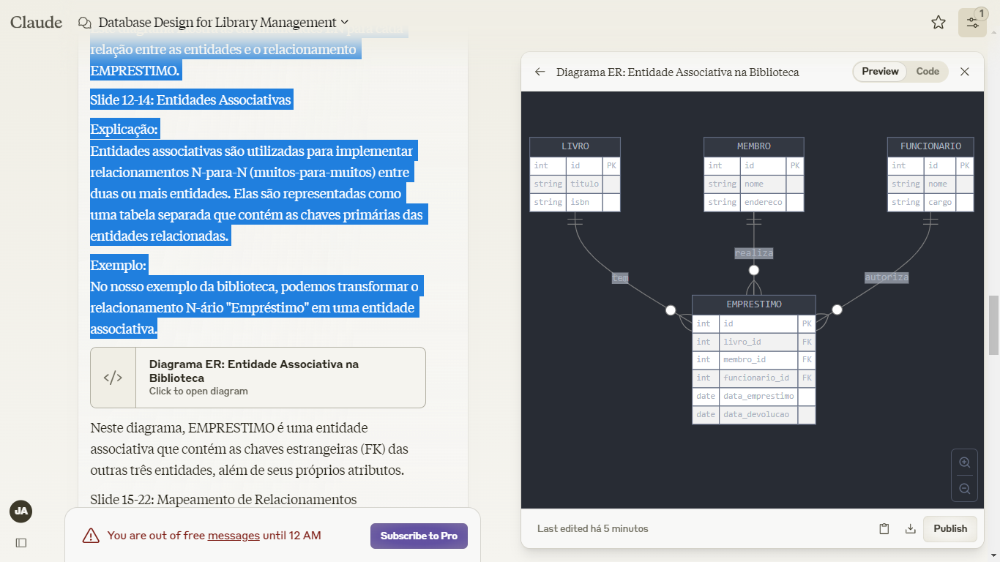 Claude
Database Design for Library Management
1
relação entre as entidades e o relacionamento
EMPRESTIMO.
Slide 12-14: Entidades Associativas
Explicação:
Entidades associativas são utilizadas para implementar
relacionamentos N-para-N (muitos-para-muitos) entre
duas ou mais entidades. Elas são representadas como
uma tabela separada que contém as chaves primárias das
entidades relacionadas.
Exemplo:
No nosso exemplo da biblioteca, podemos transformar o
relacionamento N-ário "Empréstimo" em uma entidade
associativa.
</>
Diagrama ER: Entidade Associativa na
Biblioteca
Click to open diagram
Neste diagrama, EMPRESTIMO é uma entidade
associativa que contém as chaves estrangeiras (FK) das
outras três entidades, além de seus próprios atributos.
Slide 15-22: Mapeamento de Relacionamentos
JA
You are out of free messages until 12 AM
Subscribe to Pro
Diagrama ER: Entidade Associativa na Biblioteca
Preview
Code
LIVRO
int id PK
string titulo
string isbn
MEMBRO
int id PK
string nome
string endereco
FUNCIONARIO
int id PK
string nome
string cargo
realiza
tem
autoriza
EMPRESTIMO
int id PK
int livro_id FK
int membro_id FK
int funcionario_id FK
date data_emprestimo
date data_devolucao
Last edited há 5 minutos
Publish